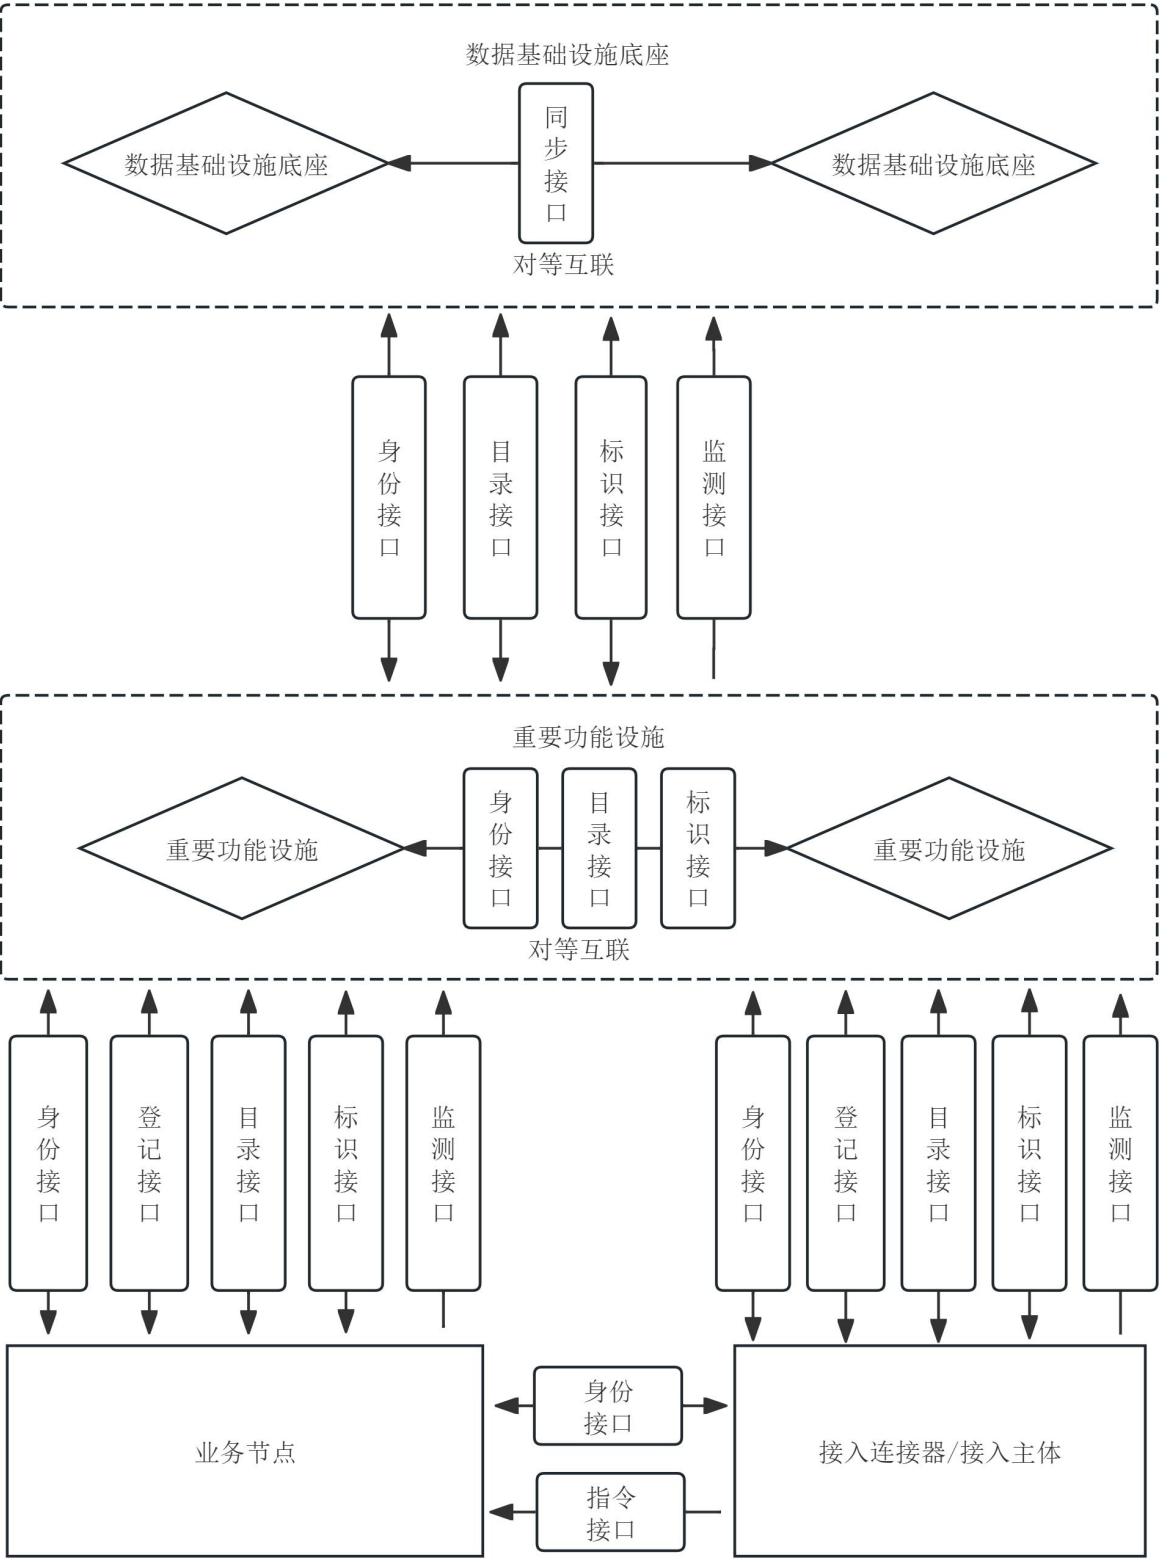 数据基础设施底座
数据基础设施底座
同步接口
数据基础设施底座
对等互联
身份接口
目录接口
标识接口
监测接口
重要功能设施
重要功能设施
身份接口
目录接口
标识接口
重要功能设施
对等互联
身份接口
登记接口
目录接口
标识接口
监测接口
身份接口
登记接口
目录接口
标识接口
监测接口
业务节点
身份
接口
指令
接口
接入连接器/接入主体